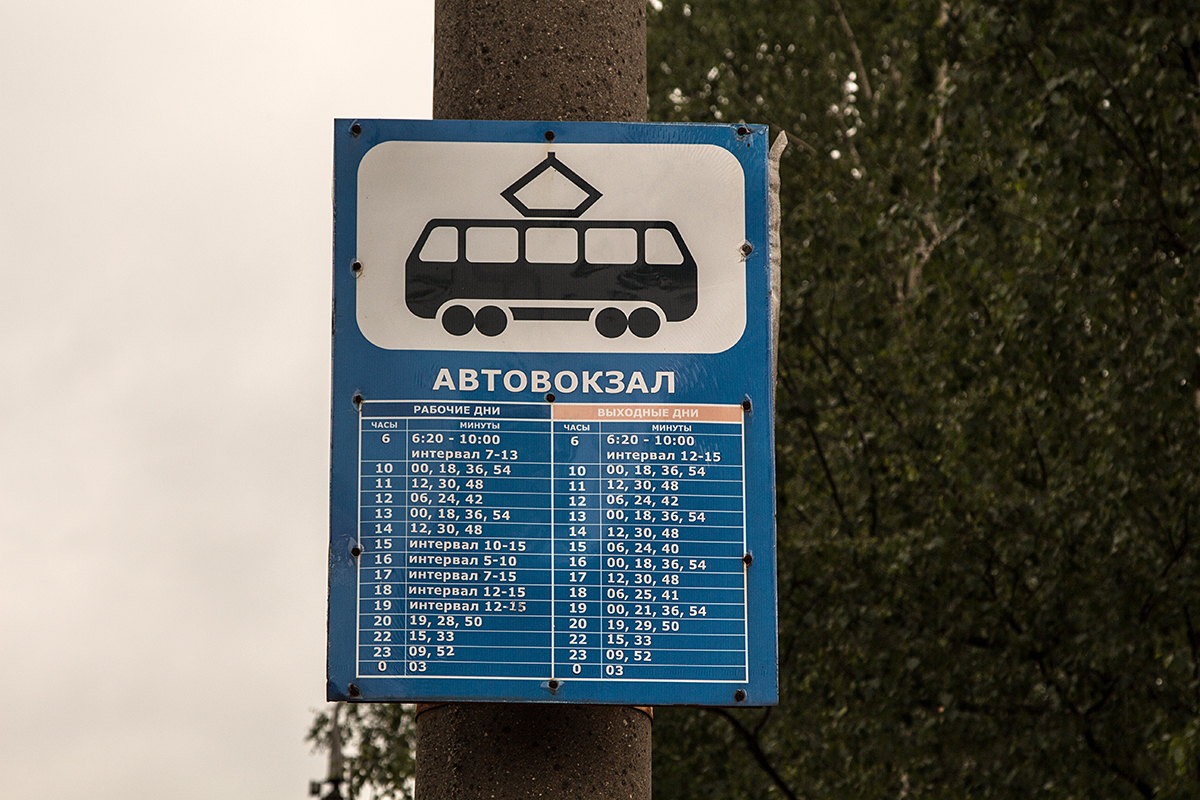 АВТОВОКЗАЛ
РАБОЧИЕ ДНИ ВЫХОДНЫЕ ДНИ
ЧАСЫ МИНУТЫ ЧАСЫ МИНУТЫ
6 6:20 - 10:00 6 6:20 - 10:00
интервал 7-13 интервал 12-15
10 00, 18, 36, 54 10 00, 18, 36, 54
11 12, 30, 48 11 12, 30, 48
12 06, 24, 42 12 06, 24, 42
13 00, 18, 36, 54 13 00, 18, 36, 54
14 12, 30, 48 14 12, 30, 48
15 интервал 10-15 15 06, 24, 40
16 интервал 5-10 16 00, 18, 36, 54
17 интервал 7-15 17 12, 30, 48
18 интервал 12-15 18 06, 25, 41
19 интервал 12-15 19 00, 21, 36, 54
20 19, 28, 50 20 19, 29, 50
22 15, 33 22 15, 33
23 09, 52 23 09, 52
0 03 0 03